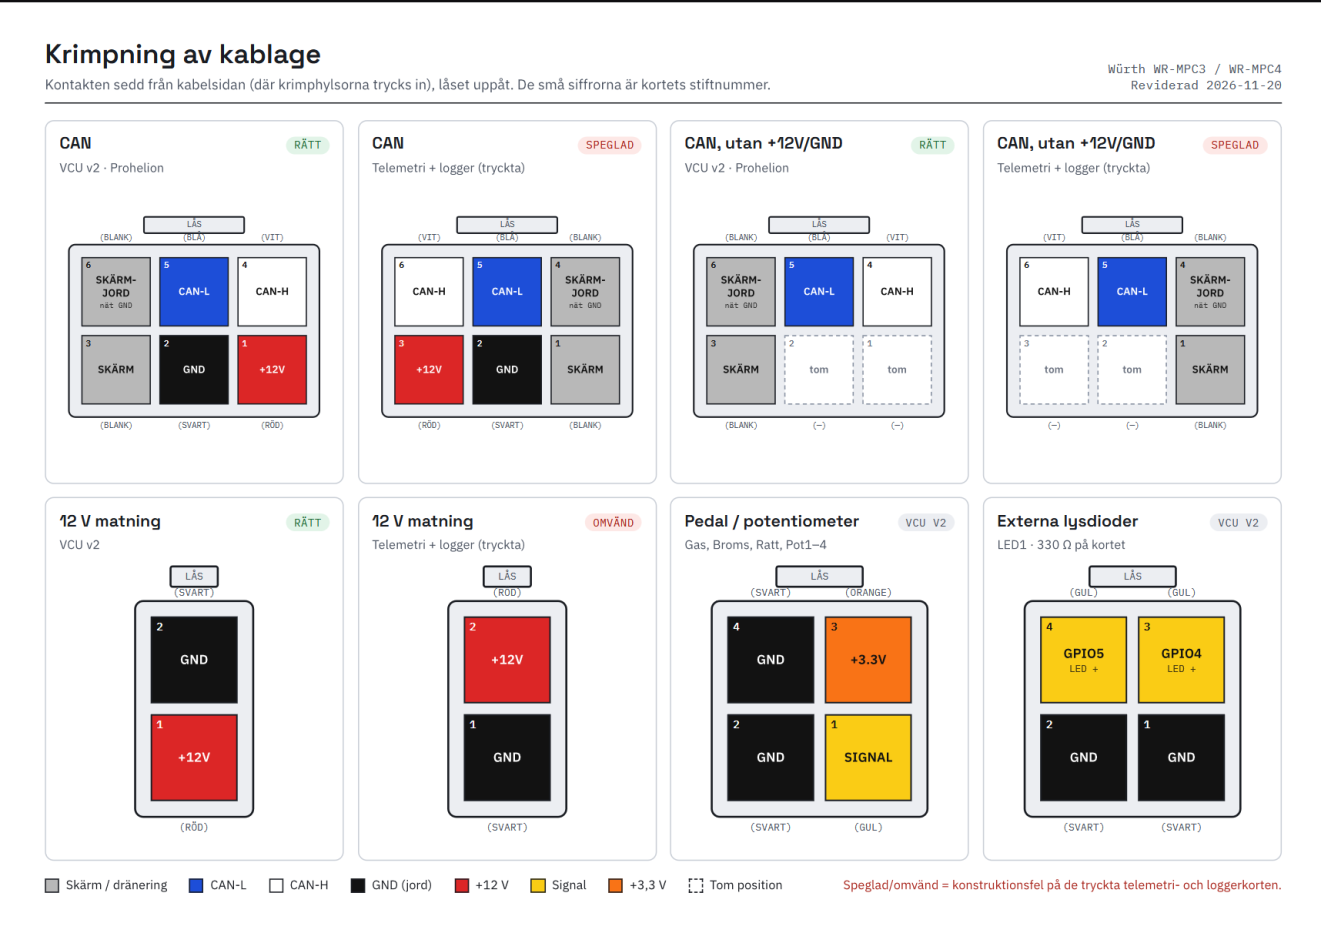 Krimpning av kablage
Kontakten sedd från kabelsidan (där krimphylsorna trycks in), låset uppåt. De små siffrorna är kortets stiftnummer.
Würth WR-MPC3 / WR-MPC4
Reviderad 2026-11-20
CAN
RÄTT
VCU v2 · Prohelion
LÅS
(BLANK) (BLÅ) (VIT)
6 5 4
SKÄRM-
JORD
nät GND
CAN-L
CAN-H
3 2 1
SKÄRM GND +12V
(BLANK) (SVART) (RÖD)
CAN
SPEGLAD
Telemetri + logger (tryckta)
LÅS
(VIT) (BLÅ) (BLANK)
6 5 4
CAN-H
CAN-L
SKÄRM-
JORD
nät GND
3 2 1
+12V GND SKÄRM
(RÖD) (SVART) (BLANK)
CAN, utan +12V/GND
RÄTT
VCU v2 · Prohelion
LÅS
(BLANK) (BLÅ) (VIT)
6 5 4
SKÄRM-
JORD
nät GND
CAN-L
CAN-H
3 2 1
SKÄRM tom tom
(BLANK) (—) (—)
CAN, utan +12V/GND
SPEGLAD
Telemetri + logger (tryckta)
LÅS
(VIT) (BLÅ) (BLANK)
6 5 4
CAN-H
CAN-L
SKÄRM-
JORD
nät GND
3 2 1
tom tom SKÄRM
(—) (—) (BLANK)
12 V matning
RÄTT
VCU v2
LÅS
(SVART)
2
GND
1
+12V
(RÖD)
12 V matning
OMVÄND
Telemetri + logger (tryckta)
LÅS
(RÖD)
2
+12V
1
GND
(SVART)
Pedal / potentiometer
VCU V2
Gas, Broms, Ratt, Pot1–4
LÅS
(SVART) (ORANGE)
4 3
GND +3.3V
2 1
GND SIGNAL
(SVART) (GUL)
Externa lysdioder
VCU V2
LED1 · 330 Ω på kortet
LÅS
(GUL) (GUL)
4 3
GPIO5 GPIO4
LED + LED +
2 1
GND GND
(SVART) (SVART)
Skärm / dränering CAN-L CAN-H GND (jord) +12 V Signal +3,3 V Tom position
Speglad/omvänd = konstruktionsfel på de tryckta telemetri- och loggerkorten.